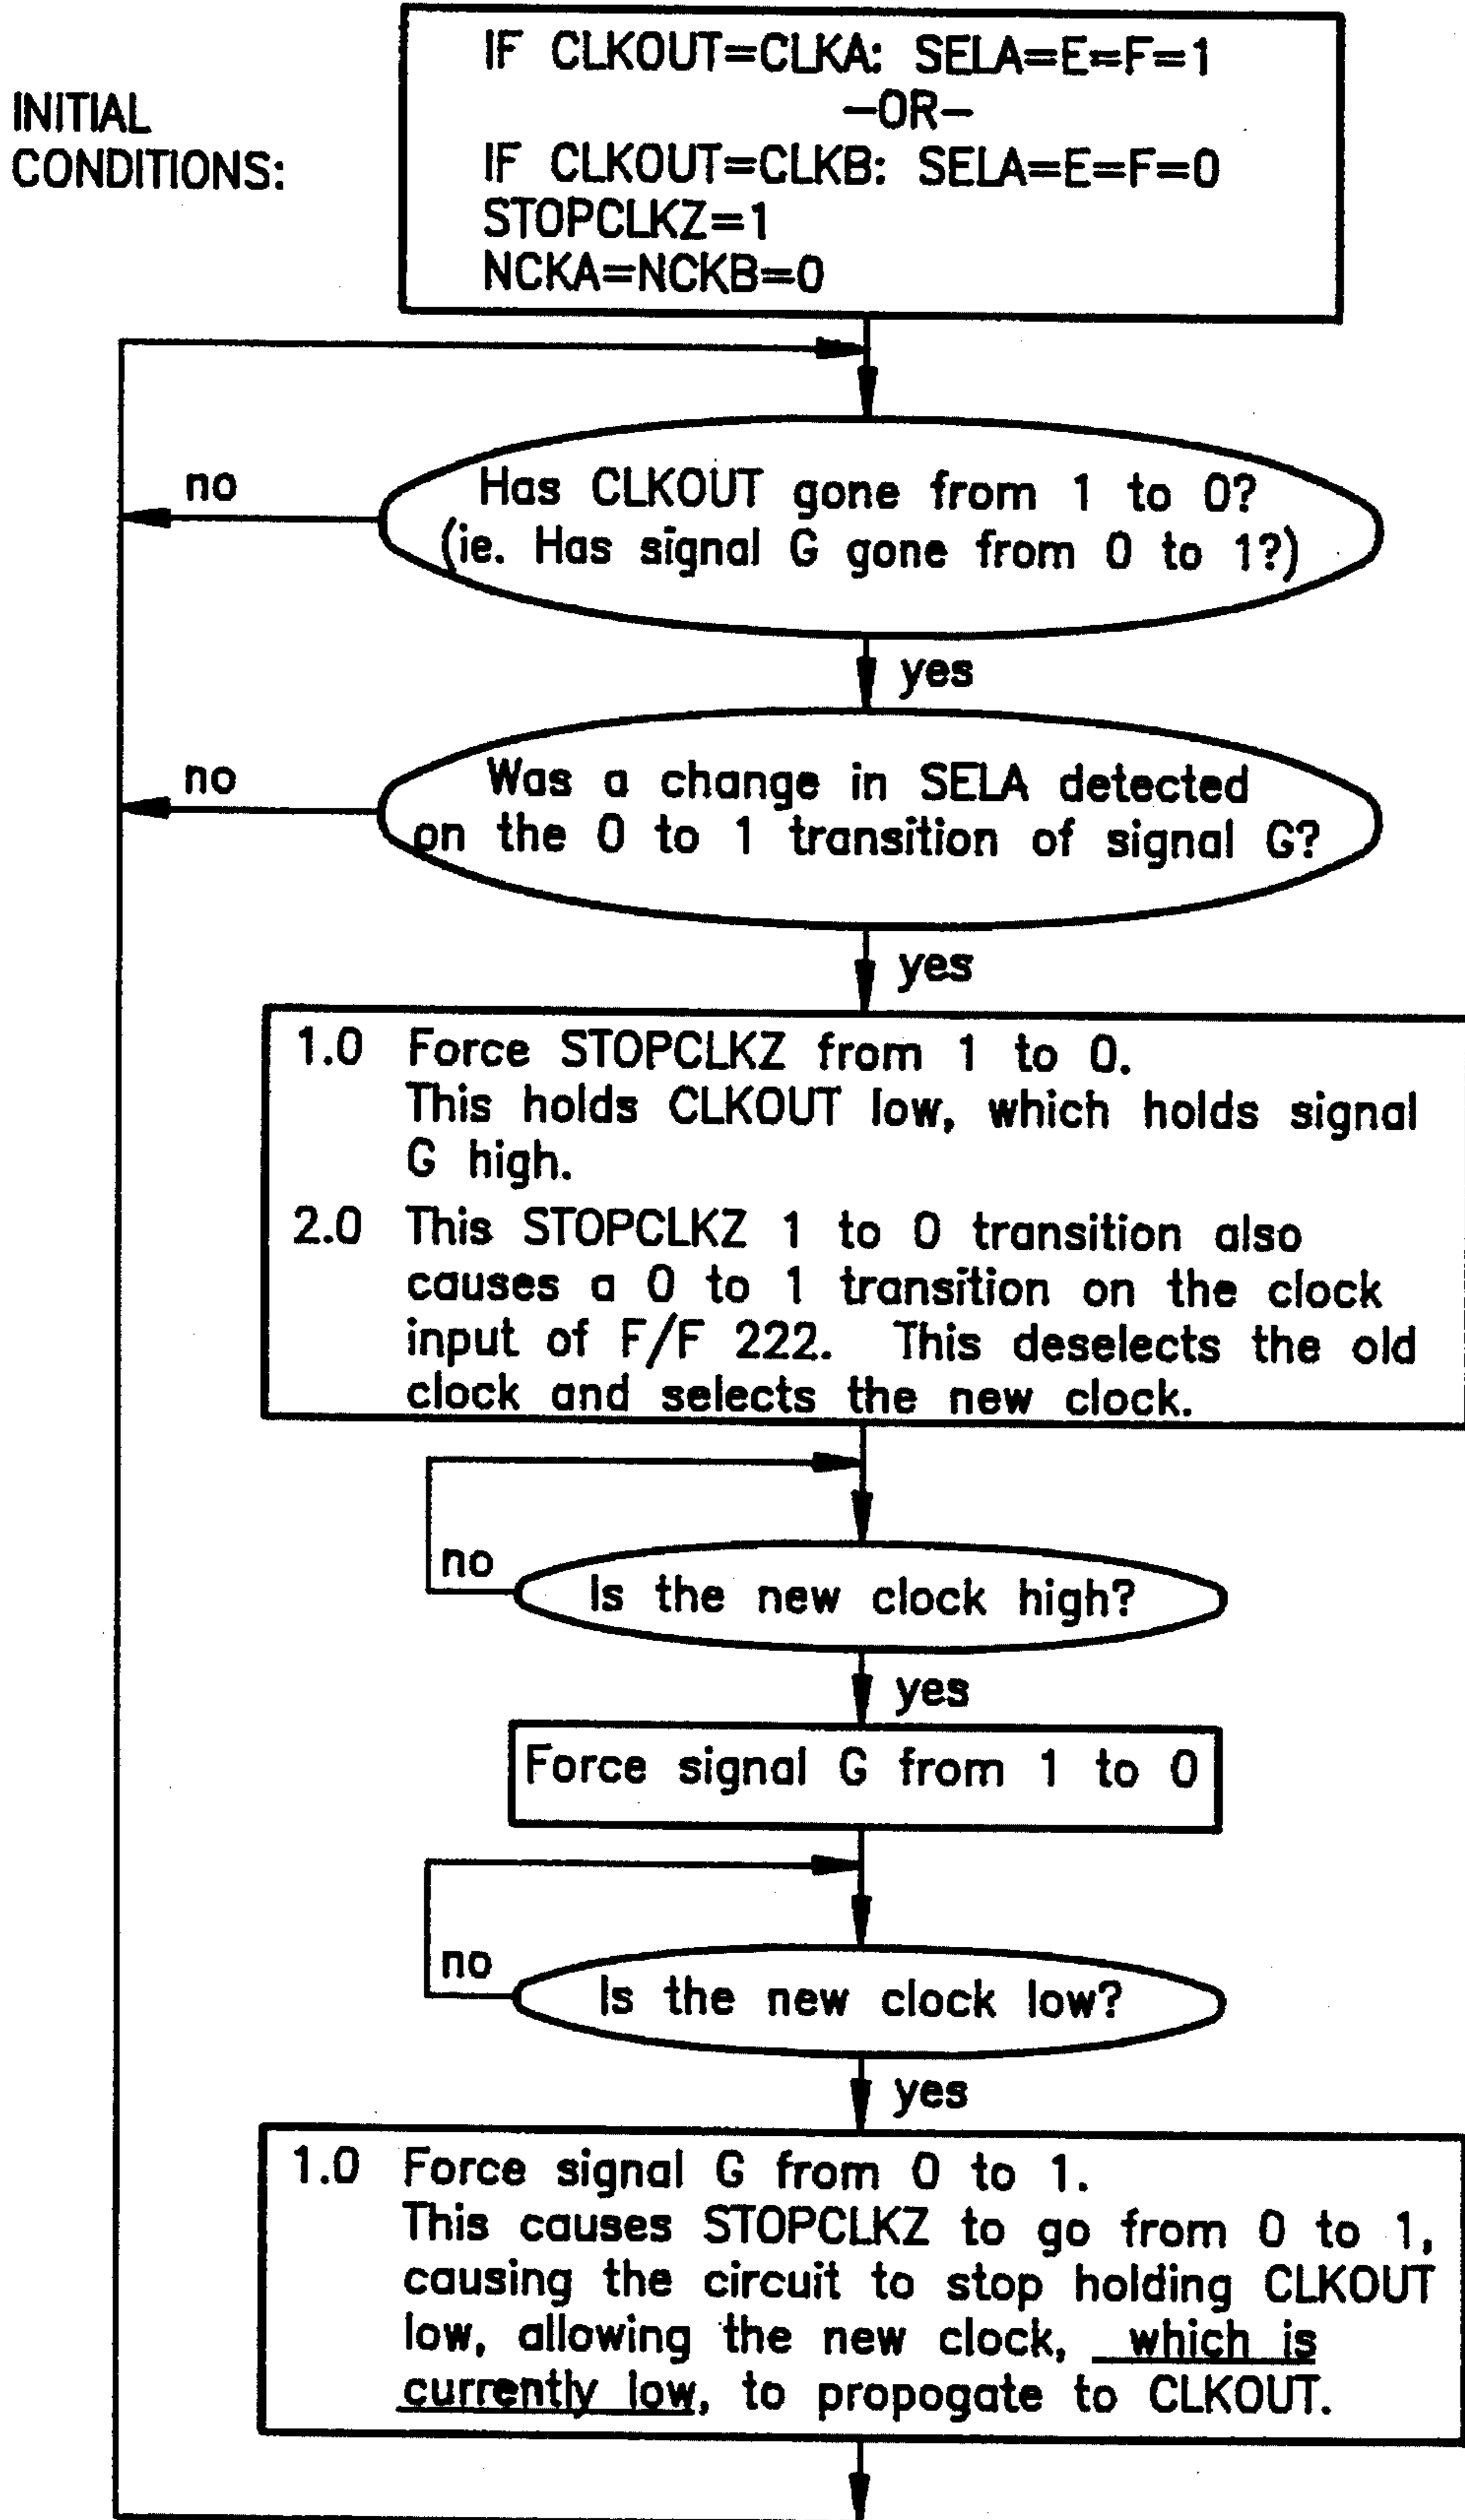 INITIAL
CONDITIONS:
IF CLKOUT=CLKA: SELA=E=F=1
-OR-
IF CLKOUT=CLKB: SELA=E=F=0
STOPCLKZ=1
NCKA=NCKB=0
no
Has CLKOUT gone from 1 to 0?
(ie. Has signal G gone from 0 to 1?)
yes
no
Was a change in SELA detected
on the 0 to 1 transition of signal G?
yes
1.0 Force STOPCLKZ from 1 to 0.
This holds CLKOUT low, which holds signal
G high.
2.0 This STOPCLKZ 1 to 0 transition also
causes a 0 to 1 transition on the clock
input of F/F 222. This deselects the old
clock and selects the new clock.
no
Is the new clock high?
yes
Force signal G from 1 to 0
no
Is the new clock low?
yes
1.0 Force signal G from 0 to 1.
This causes STOPCLKZ to go from 0 to 1,
causing the circuit to stop holding CLKOUT
low, allowing the new clock, which is
currently low, to propogate to CLKOUT.